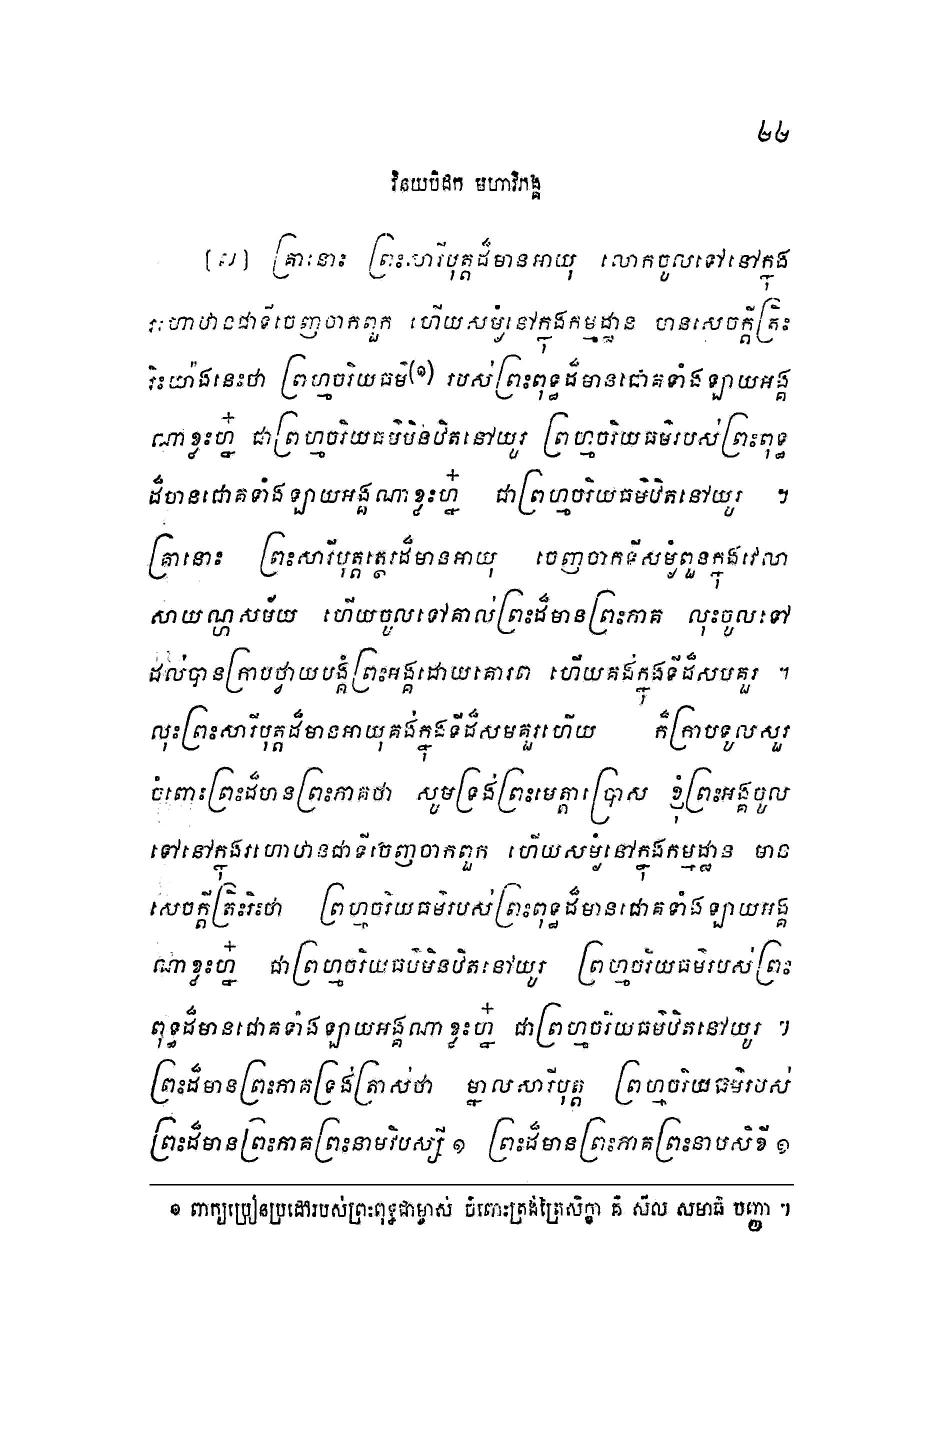 ២២
វិនយបិដក មហាវិភង្គ
[៧] គ្រានោះ ព្រះសារីបុត្តដ៏មានអាយុ លោកចូលទៅនៅក្នុង
រហោឋានជាទីចេញចាកពួក ហើយសម្ងំនៅក្នុងកម្មដ្ឋាន មានសេចក្តីត្រិះ
រិះយ៉ាងនេះថា ព្រហ្មចរិយធម៌(១) របស់ព្រះពុទ្ធដ៏មានជោគទាំងឡាយអង្គ
ណាខ្លះហ្ន៎ ជាព្រហ្មចរិយធម៌មិនឋិតនៅយូរ ព្រហ្មចរិយធម៌របស់ព្រះពុទ្ធ
ដ៏មានជោគទាំងឡាយអង្គណាខ្លះហ្ន៎ ជាព្រហ្មចរិយធម៌ឋិតនៅយូរ ។
គ្រានោះ ព្រះសារីបុត្តត្ថេរដ៏មានអាយុ ចេញចាកទីសម្ងំពួនក្នុងវេលា
សាយណ្ហសម័យ ហើយចូលទៅគាល់ព្រះដ៏មានព្រះភាគ លុះចូលទៅ
ដល់បានក្រាបថ្វាយបង្គំព្រះអង្គដោយគោរព ហើយគង់ក្នុងទីដ៏សមគួរ ។
លុះព្រះសារីបុត្តដ៏មានអាយុគង់ក្នុងទីដ៏សមគួរហើយ ក៏ក្រាបទូលសួរ
ចំពោះព្រះដ៏មានព្រះភាគថា សូមទ្រង់ព្រះមេត្តាប្រោស ខ្ញុំព្រះអង្គចូល
ទៅនៅក្នុងរហោឋានជាទីចេញចាកពួក ហើយសម្ងំនៅក្នុងកម្មដ្ឋាន មាន
សេចក្តីត្រិះរិះថា ព្រហ្មចរិយធម៌របស់ព្រះពុទ្ធដ៏មានជោគទាំងឡាយអង្គ
ណាខ្លះហ្ន៎ ជាព្រហ្មចរិយធម៌មិនឋិតនៅយូរ ព្រហ្មចរិយធម៌របស់ព្រះ
ពុទ្ធដ៏មានជោគទាំងឡាយអង្គណាខ្លះហ្ន៎ ជាព្រហ្មចរិយធម៌ឋិតនៅយូរ ។
ព្រះដ៏មានព្រះភាគទ្រង់ត្រាស់ថា ម្នាលសារីបុត្ត ព្រហ្មចរិយធម៌របស់
ព្រះដ៏មានព្រះភាគព្រះនាមវិបស្សី ១ ព្រះដ៏មានព្រះភាគព្រះនាមសិខី ១
១ ពាក្យប្រៀនប្រដៅរបស់ព្រះពុទ្ធជាម្ចាស់ ចំពោះត្រង់ត្រៃសិក្ខា គឺ សីល សមាធិ បញ្ញា ។